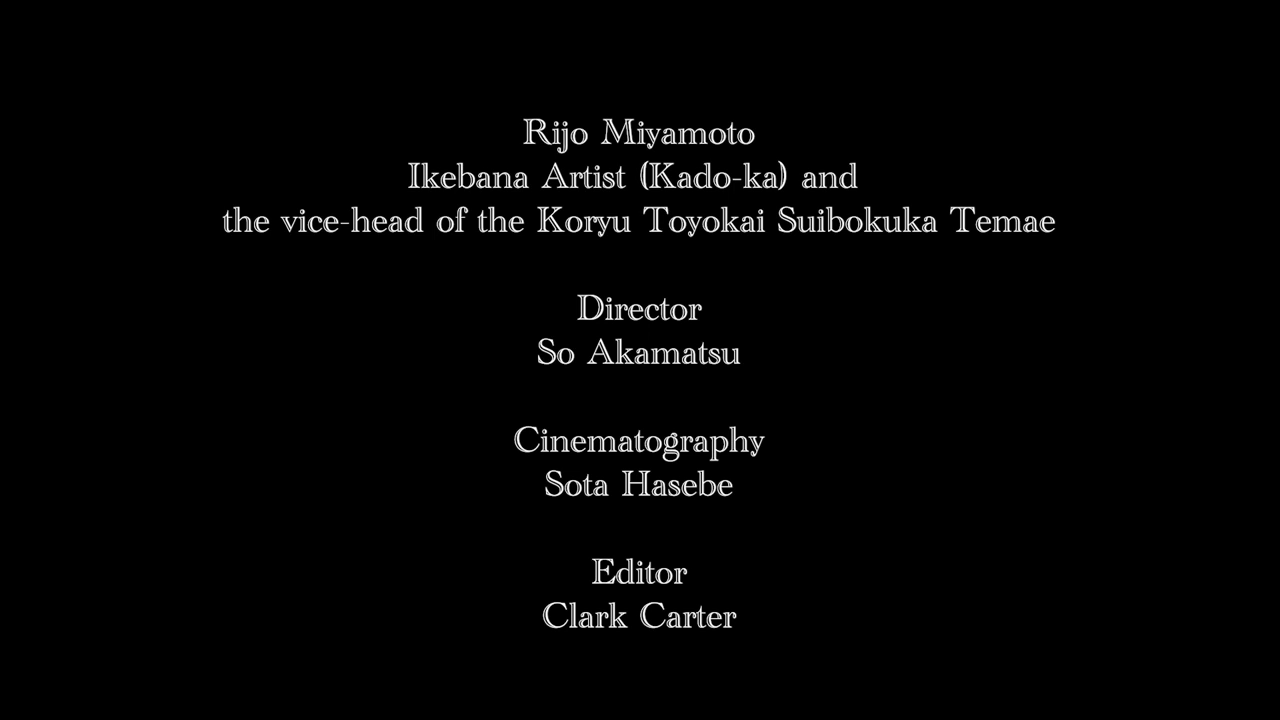 Rijo Miyamoto
Ikebana Artist (Kado-ka) and
the vice-head of the Koryu Toyokai Suibokuka Temae
Director
So Akamatsu
Cinematography
Sota Hasebe
Editor
Clark Carter